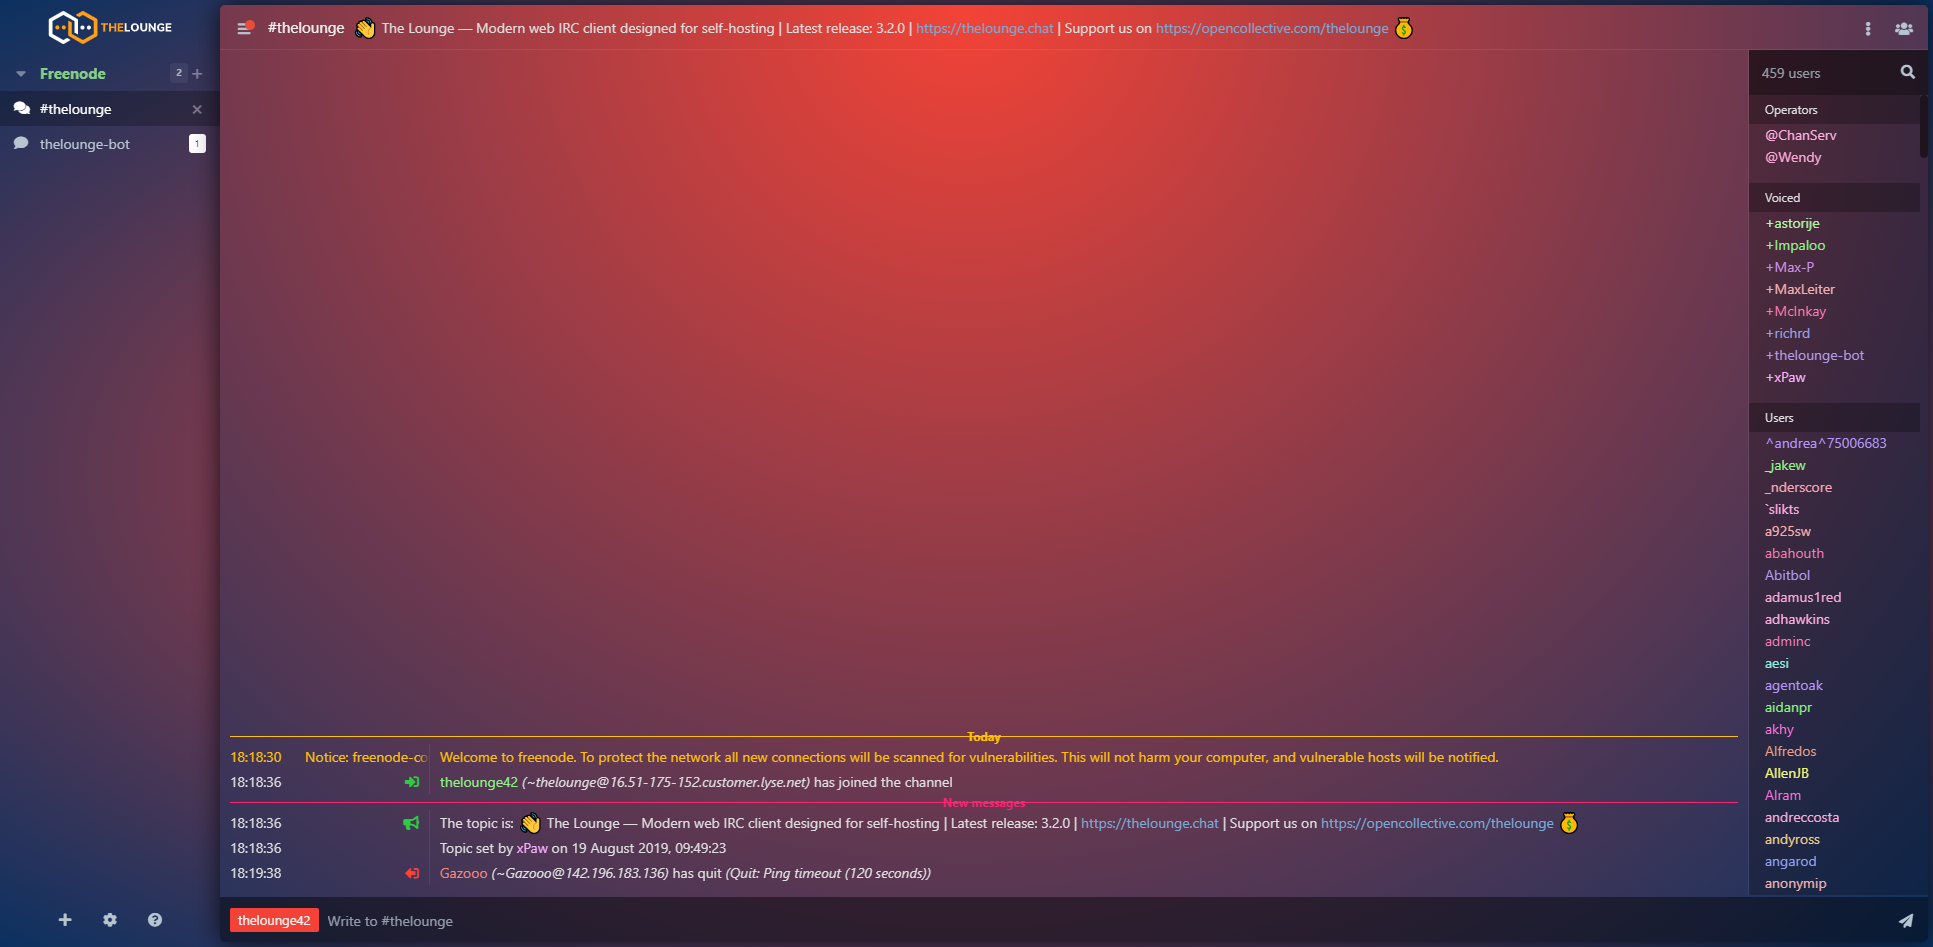 THELOUNGE
Freenode 2
#thelounge
thelounge-bot 1
#thelounge The Lounge — Modern web IRC client designed for self-hosting | Latest release: 3.2.0 | https://thelounge.chat | Support us on https://opencollective.com/thelounge
Today
18:18:30 Notice: freenode-co Welcome to freenode. To protect the network all new connections will be scanned for vulnerabilities. This will not harm your computer, and vulnerable hosts will be notified.
18:18:36 thelounge42 (~thelounge@16.51-175-152.customer.lyse.net) has joined the channel
New messages
18:18:36 The topic is: The Lounge — Modern web IRC client designed for self-hosting | Latest release: 3.2.0 | https://thelounge.chat | Support us on https://opencollective.com/thelounge
18:18:36 Topic set by xPaw on 19 August 2019, 09:49:23
18:19:38 Gazooo (~Gazooo@142.196.183.136) has quit (Quit: Ping timeout (120 seconds))
thelounge42 Write to #thelounge
459 users
Operators
@ChanServ
@Wendy
Voiced
+astorije
+Impaloo
+Max-P
+MaxLeiter
+McInkay
+richrd
+thelounge-bot
+xPaw
Users
^andrea^75006683
_jakew
_nderscore
`slikts
a925sw
abahouth
Abitbol
adamus1red
adhawkins
adminc
aesi
agentoak
aidanpr
akhy
Alfredos
AllenJB
Alram
andreccosta
andyross
angarod
anonymip